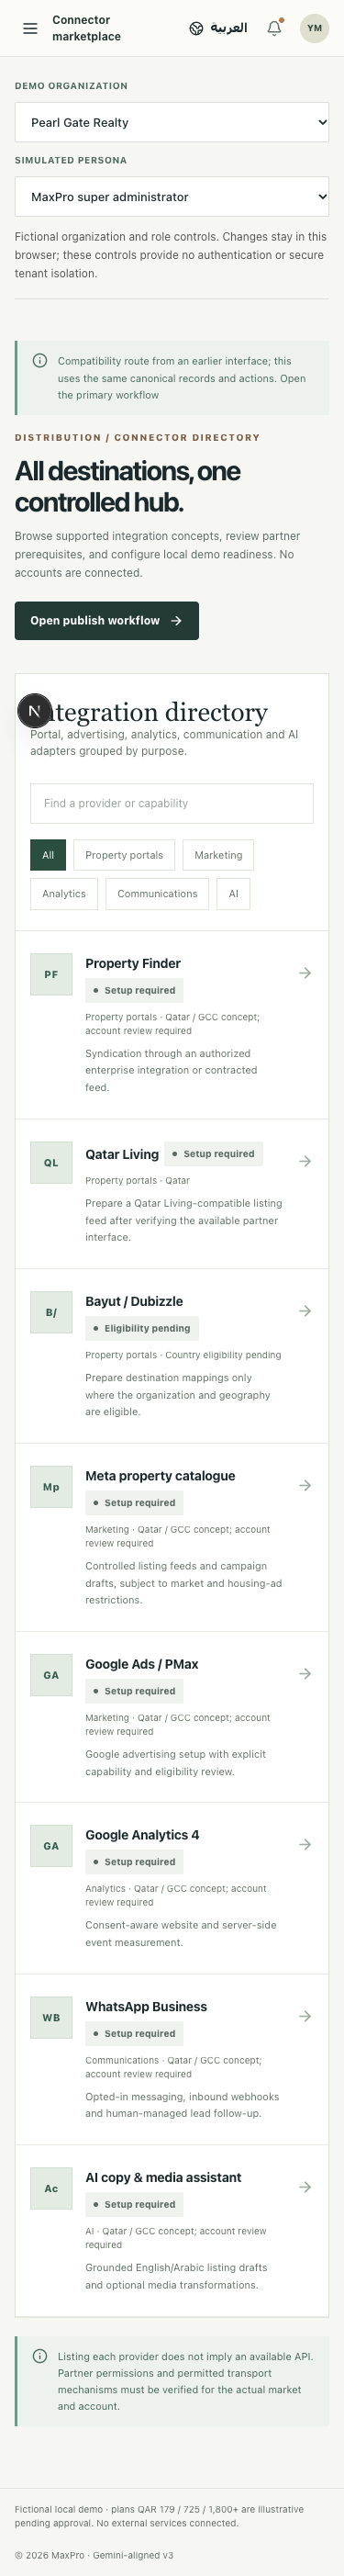 Connector
marketplace
العربية
YM
DEMO ORGANIZATION
Pearl Gate Realty
SIMULATED PERSONA
MaxPro super administrator
Fictional organization and role controls. Changes stay in this
browser; these controls provide no authentication or secure
tenant isolation.
Compatibility route from an earlier interface; this
uses the same canonical records and actions. Open
the primary workflow
DISTRIBUTION / CONNECTOR DIRECTORY
All destinations, one
controlled hub.
Browse supported integration concepts, review partner
prerequisites, and configure local demo readiness. No
accounts are connected.
Open publish workflow
N
tegration directory
Portal, advertising, analytics, communication and AI
adapters grouped by purpose.
Find a provider or capability
All Property portals Marketing
Analytics Communications AI
PF
Property Finder
Setup required
Property portals · Qatar / GCC concept;
account review required
Syndication through an authorized
enterprise integration or contracted
feed.
QL
Qatar Living Setup required
Property portals · Qatar
Prepare a Qatar Living-compatible listing
feed after verifying the available partner
interface.
B/
Bayut / Dubizzle
Eligibility pending
Property portals · Country eligibility pending
Prepare destination mappings only
where the organization and geography
are eligible.
Mp
Meta property catalogue
Setup required
Marketing · Qatar / GCC concept; account
review required
Controlled listing feeds and campaign
drafts, subject to market and housing-ad
restrictions.
GA
Google Ads / PMax
Setup required
Marketing · Qatar / GCC concept; account
review required
Google advertising setup with explicit
capability and eligibility review.
GA
Google Analytics 4
Setup required
Analytics · Qatar / GCC concept; account
review required
Consent-aware website and server-side
event measurement.
WB
WhatsApp Business
Setup required
Communications · Qatar / GCC concept;
account review required
Opted-in messaging, inbound webhooks
and human-managed lead follow-up.
Ac
AI copy & media assistant
Setup required
AI · Qatar / GCC concept; account review
required
Grounded English/Arabic listing drafts
and optional media transformations.
Listing each provider does not imply an available API.
Partner permissions and permitted transport
mechanisms must be verified for the actual market
and account.
Fictional local demo · plans QAR 179 / 725 / 1,800+ are illustrative
pending approval. No external services connected.
© 2026 MaxPro · Gemini-aligned v3